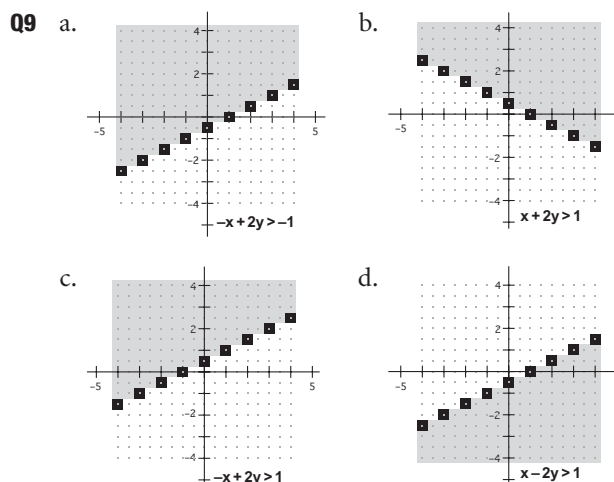 Q9 a. b.
4 4
2 2
−5 5 −5
−2 −2
−4 −4
−x + 2y > −1 x + 2y > 1
c. d.
4 4
2 2
−5 5 −5
−2 −2
−4 −4
−x + 2y > 1 x − 2y > 1